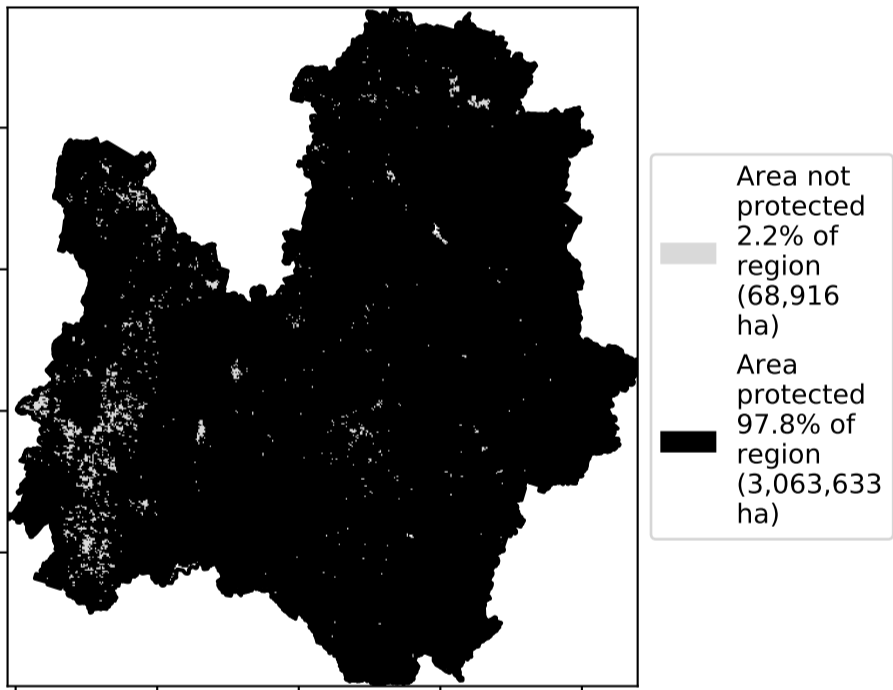 Area not
protected
2.2% of
region
(68,916
ha)
Area
protected
97.8% of
region
(3,063,633
ha)